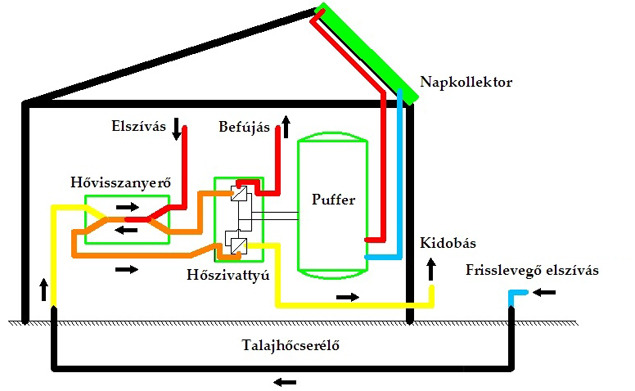 Napkollektor
Elszívás
Befújás
Hővisszanyerő
Puffer
Kidobás
Hőszivattyú
Frisslevegő elszívás
Talajhőcserélő